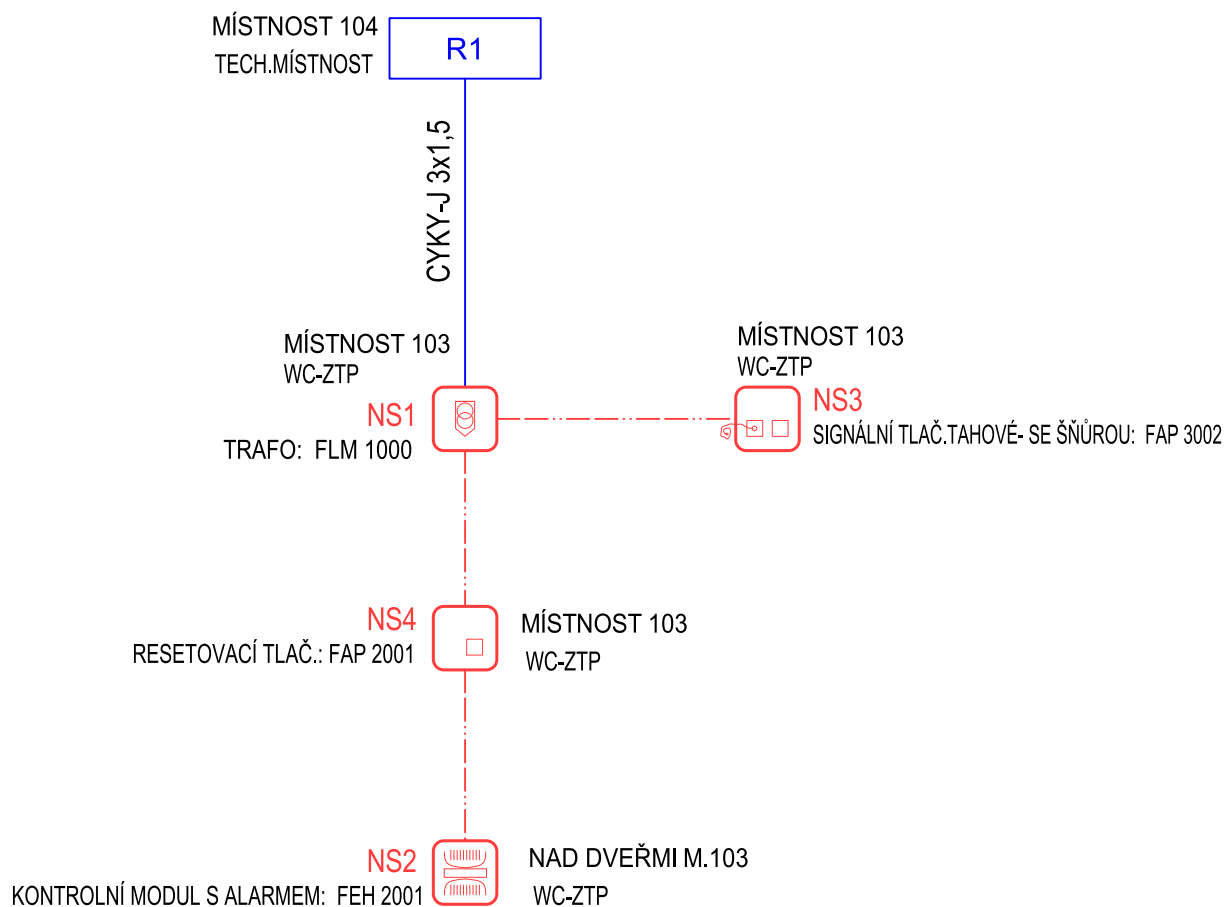 MÍSTNOST 104
TECH.MÍSTNOST
R1
CYKY-J 3x1,5
MÍSTNOST 103
WC-ZTP
NS1
TRAFO: FLM 1000
MÍSTNOST 103
WC-ZTP
NS3
SIGNÁLNÍ TLAČ.TAHOVÉ- SE ŠŇŮROU: FAP 3002
NS4
RESETOVACÍ TLAČ.: FAP 2001
MÍSTNOST 103
WC-ZTP
NS2
KONTROLNÍ MODUL S ALARMEM: FEH 2001
NAD DVEŘMI M.103
WC-ZTP